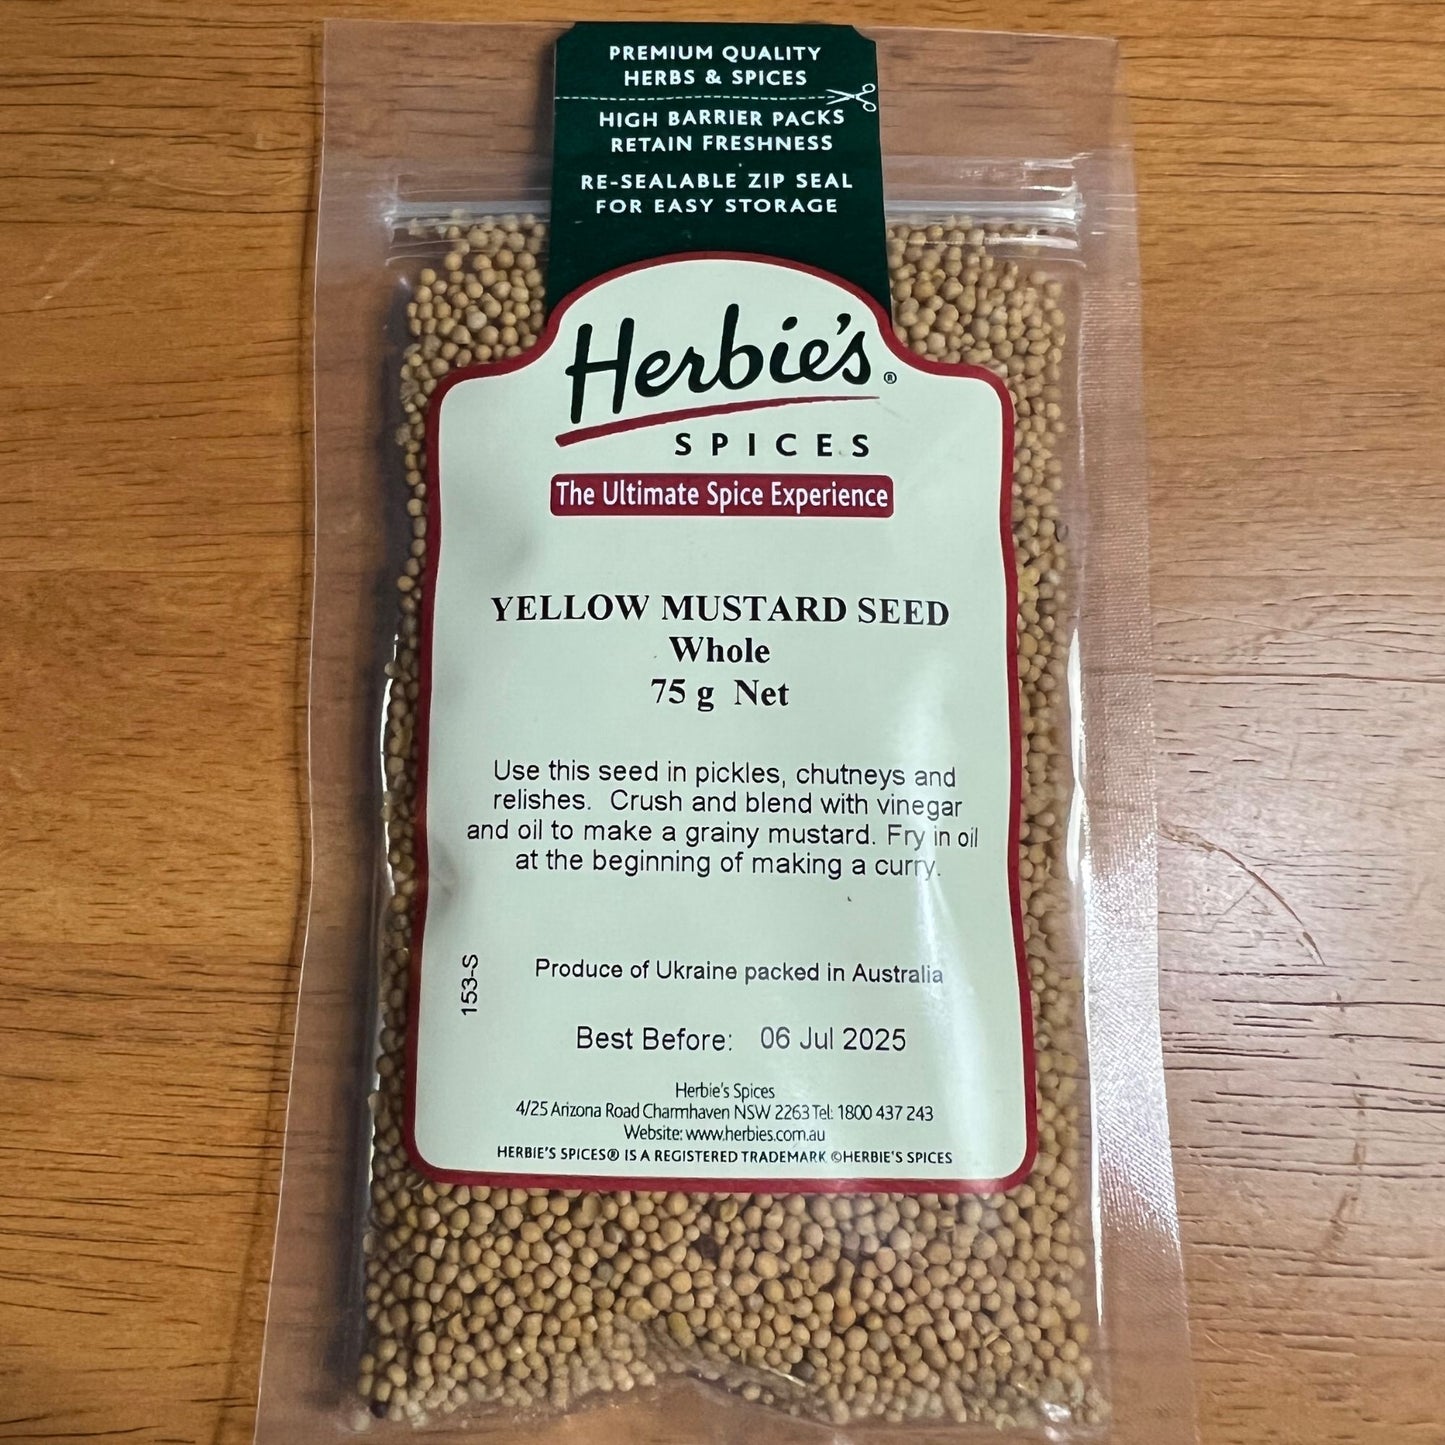 PREMIUM QUALITY
HERBS & SPICES
HIGH BARRIER PACKS
RETAIN FRESHNESS
RE-SEALABLE ZIP SEAL
FOR EASY STORAGE
Herbie's®
SPICES
The Ultimate Spice Experience
YELLOW MUSTARD SEED
Whole
75 g Net
Use this seed in pickles, chutneys and
relishes. Crush and blend with vinegar
and oil to make a grainy mustard. Fry in oil
at the beginning of making a curry.
153-S
Produce of Ukraine packed in Australia
Best Before: 06 Jul 2025
Herbie's Spices
4/25 Arizona Road Charmhaven NSW 2263 Tel: 1800 437 243
Website: www.herbies.com.au
HERBIE'S SPICES® IS A REGISTERED TRADEMARK ©HERBIE'S SPICES